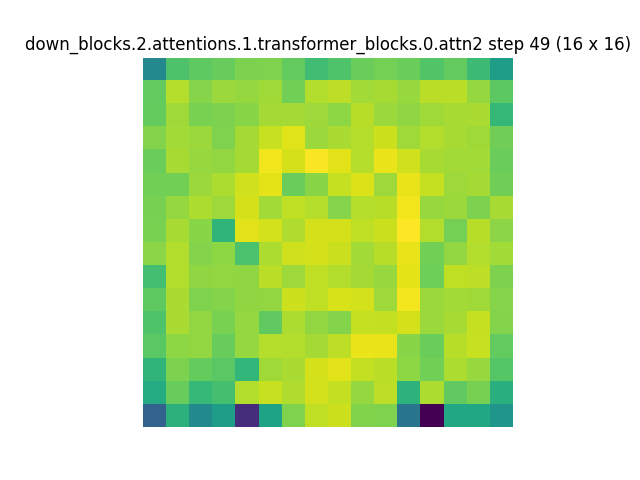 down_blocks.2.attentions.1.transformer_blocks.0.attn2 step 49 (16 x 16)